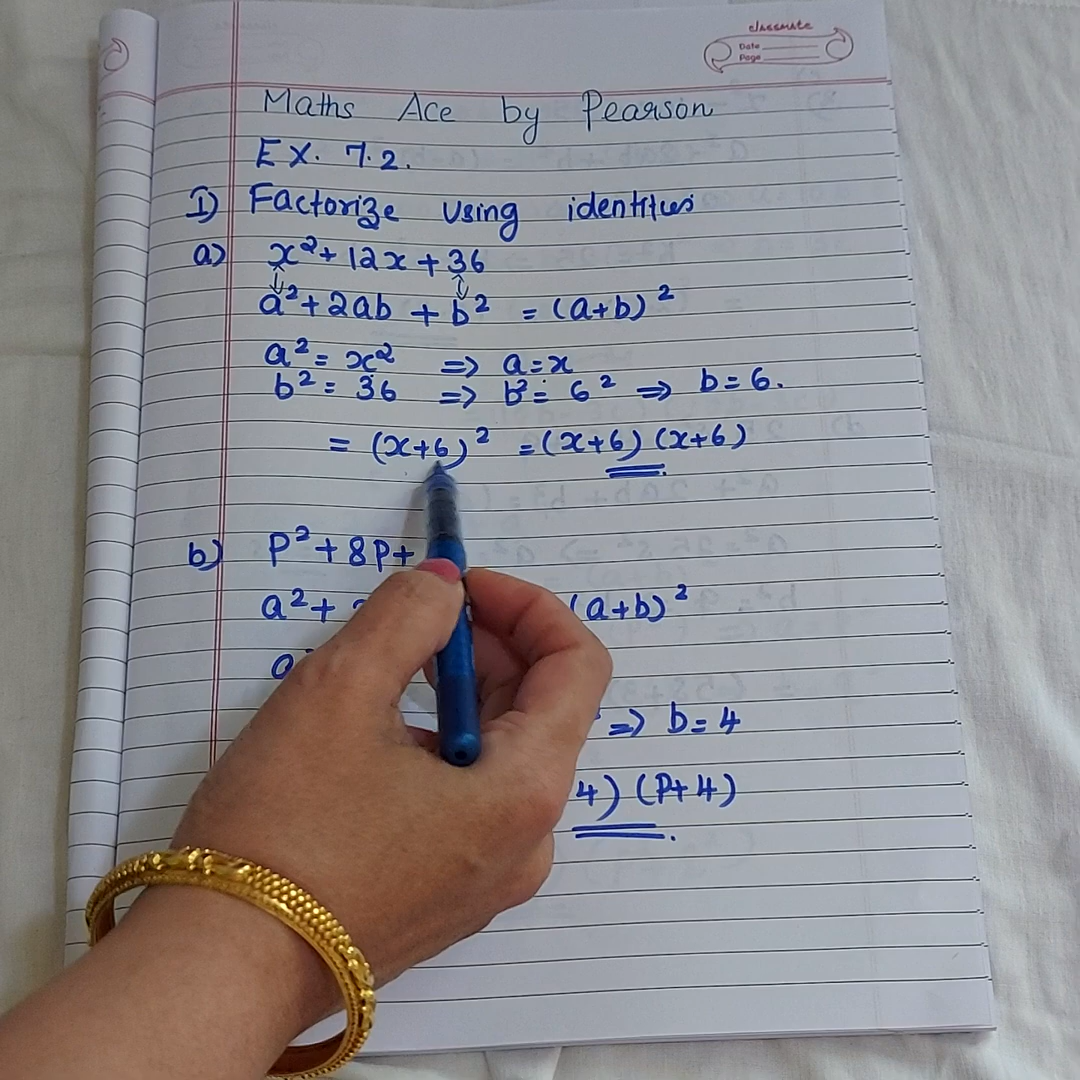 classmate
Date
Page
Maths Ace by Pearson
EX. 7.2.
1) Factorize using identities
a) x² + 12x + 36
a² + 2ab + b² = (a+b)²
a² = x² => a = x
b² = 36 => b² = 6² => b = 6.
= (x+6)² = (x+6) (x+6)
b) P² + 8P +
a² + (a+b)²
=> b = 4
4) (P+4)